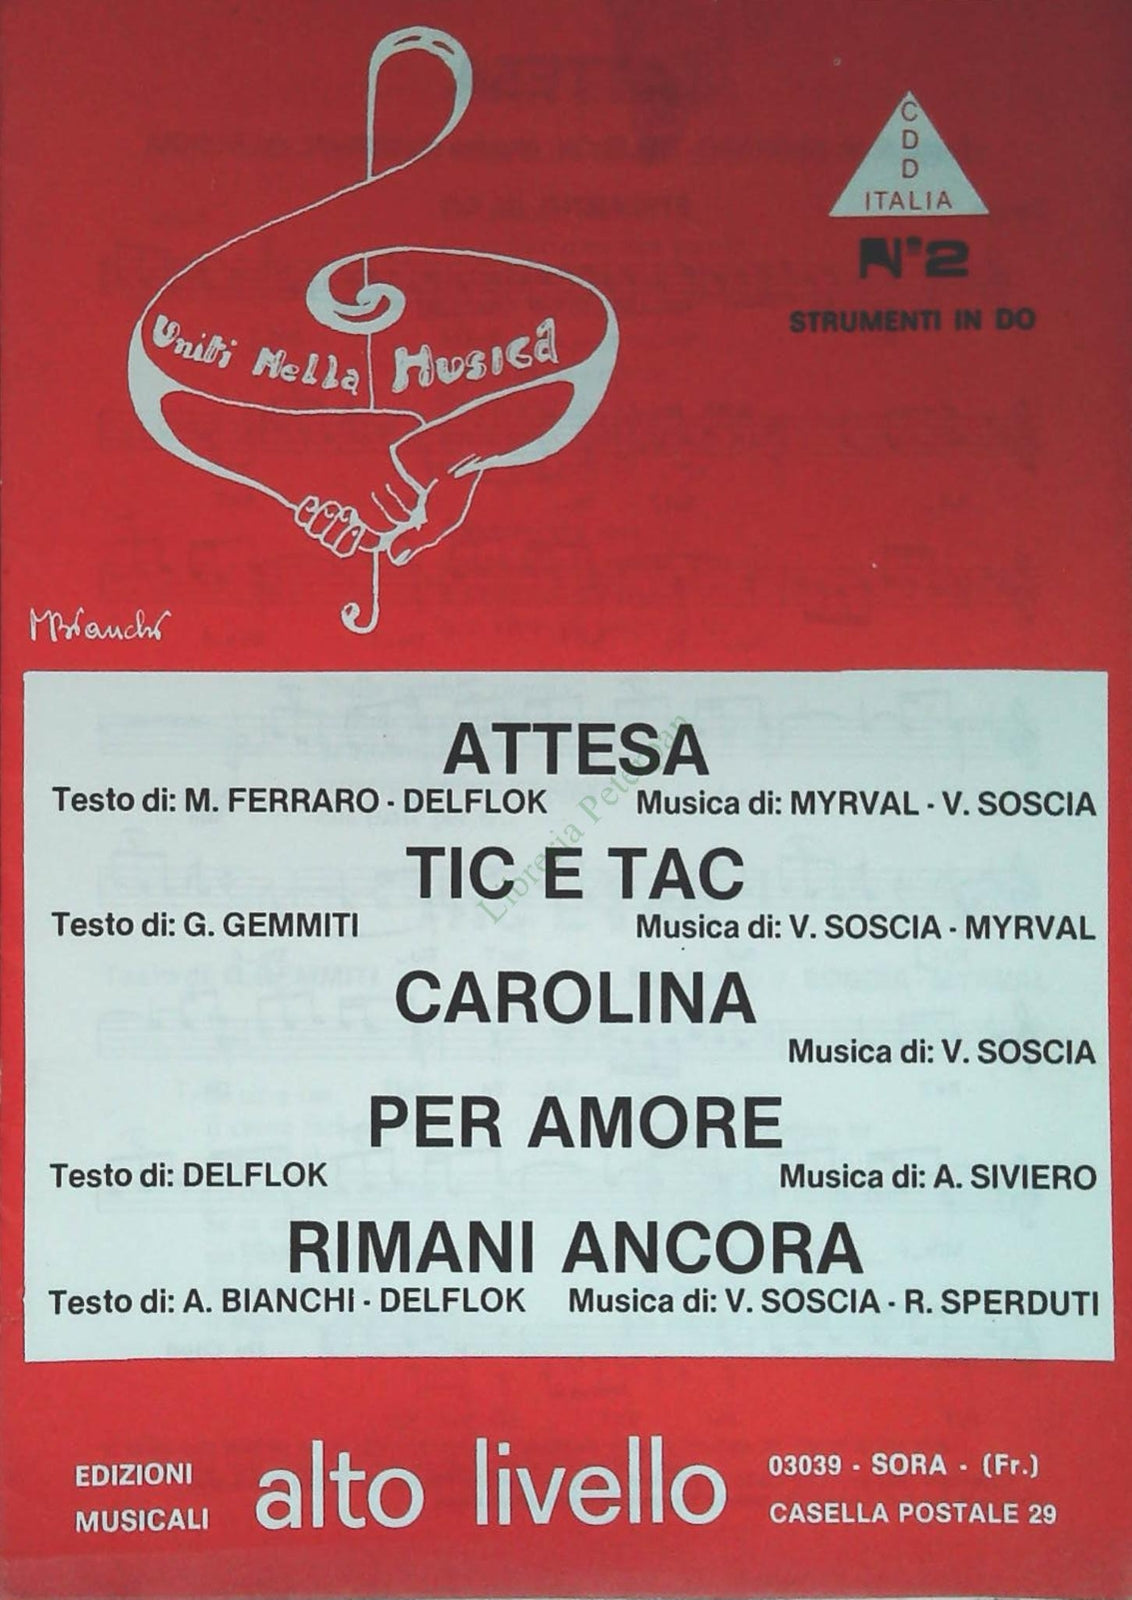 C
D
D
ITALIA
N°2
STRUMENTI IN DO
Uniti Nella Musica
MBianchi
ATTESA
Testo di: M. FERRARO - DELFLOK Musica di: MYRVAL - V. SOSCIA
TIC E TAC
Testo di: G. GEMMITI Musica di: V. SOSCIA - MYRVAL
CAROLINA
Musica di: V. SOSCIA
PER AMORE
Testo di: DELFLOK Musica di: A. SIVIERO
RIMANI ANCORA
Testo di: A. BIANCHI - DELFLOK Musica di: V. SOSCIA - R. SPERDUTI
Libreria Peterpan
EDIZIONI
MUSICALI
alto livello
03039 - SORA - (Fr.)
CASELLA POSTALE 29